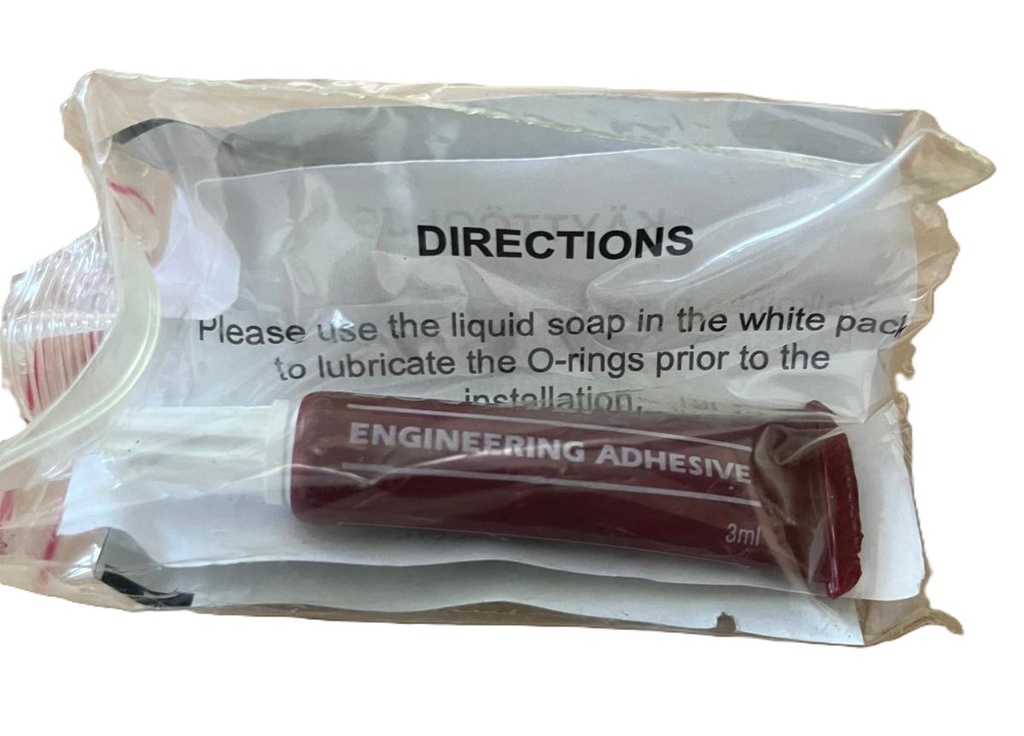 DIRECTIONS
Please use the liquid soap in the white pack
to lubricate the O-rings prior to the
installation.
ENGINEERING ADHESIVE
3ml